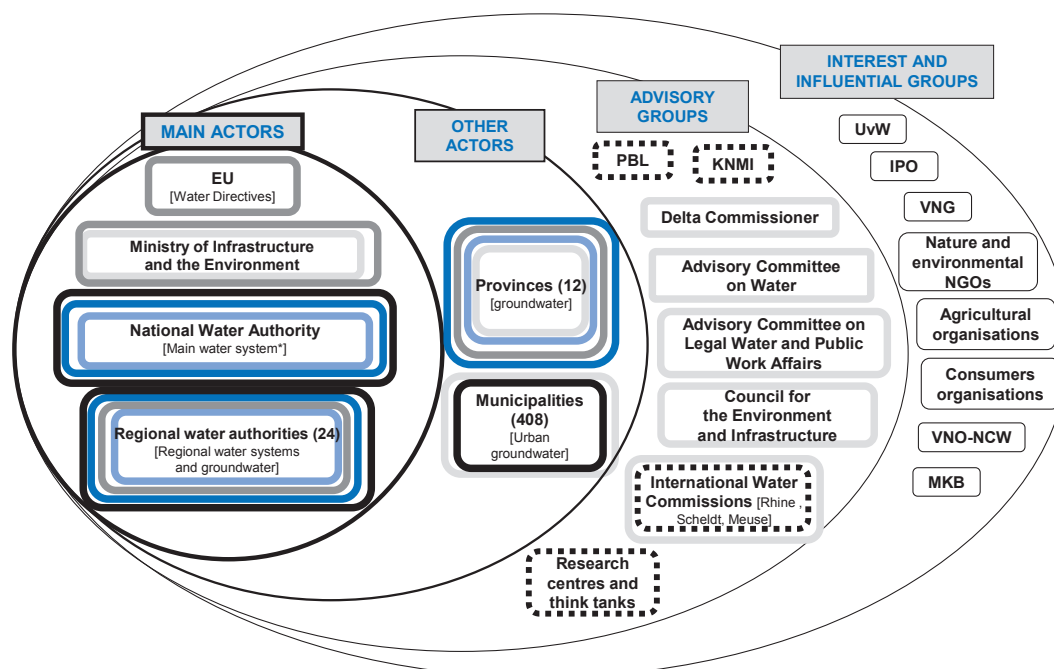 MAIN ACTORS
EU
[Water Directives]
Ministry of Infrastructure
and the Environment
National Water Authority
[Main water system*]
Regional water authorities (24)
[Regional water systems
and groundwater]
OTHER
ACTORS
Provinces (12)
[groundwater]
Municipalities
(408)
[Urban
groundwater]
ADVISORY
GROUPS
PBL
KNMI
Delta Commissioner
Advisory Committee
on Water
Advisory Committee on
Legal Water and Public
Work Affairs
Council for
the Environment
and Infrastructure
International Water
Commissions [Rhine ,
Scheldt, Meuse]
Research
centres and
think tanks
INTEREST AND
INFLUENTIAL GROUPS
UvW
IPO
VNG
Nature and
environmental
NGOs
Agricultural
organisations
Consumers
organisations
VNO-NCW
MKB